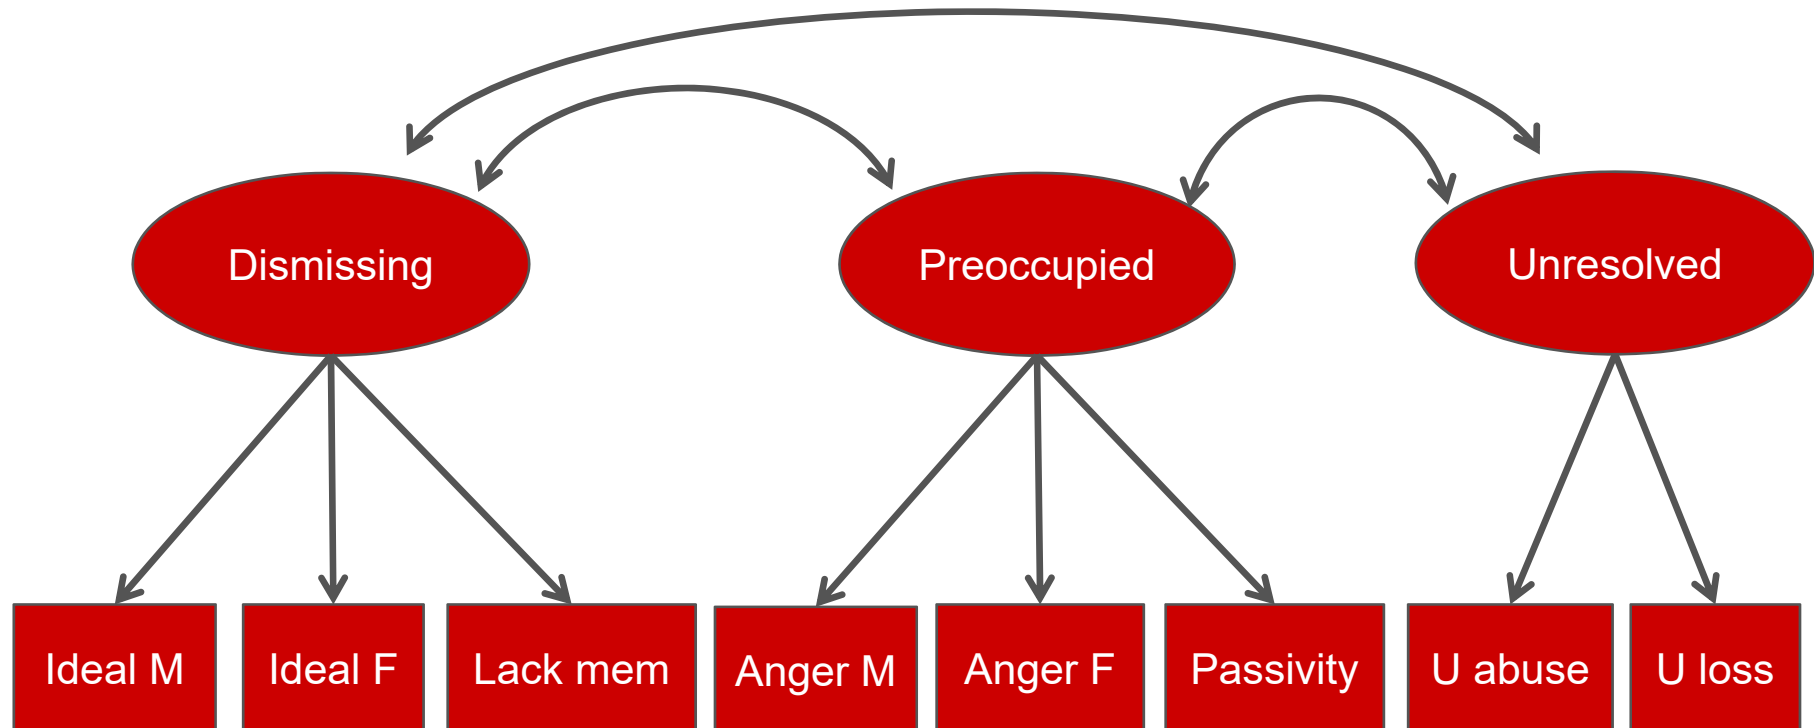 Dismissing
Preoccupied
Unresolved
Ideal M
Ideal F
Lack mem
Anger M
Anger F
Passivity
U abuse
U loss